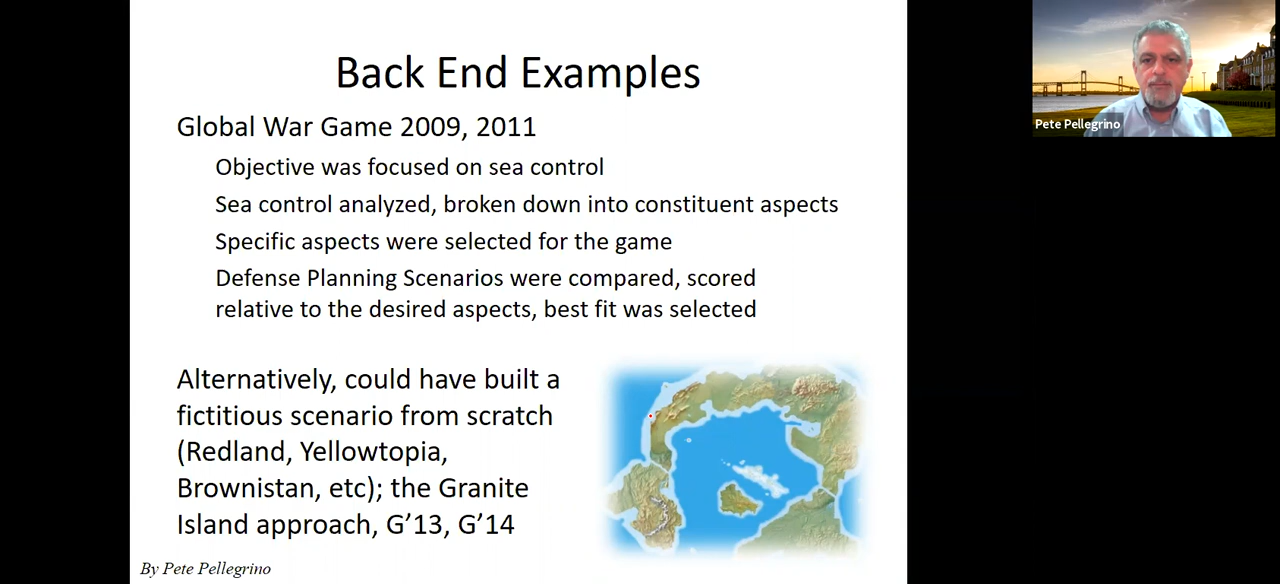 Back End Examples
Global War Game 2009, 2011
Objective was focused on sea control
Sea control analyzed, broken down into constituent aspects
Specific aspects were selected for the game
Defense Planning Scenarios were compared, scored
relative to the desired aspects, best fit was selected
Alternatively, could have built a
fictitious scenario from scratch
(Redland, Yellowtopia,
Brownistan, etc); the Granite
Island approach, G’13, G’14
By Pete Pellegrino
Pete Pellegrino